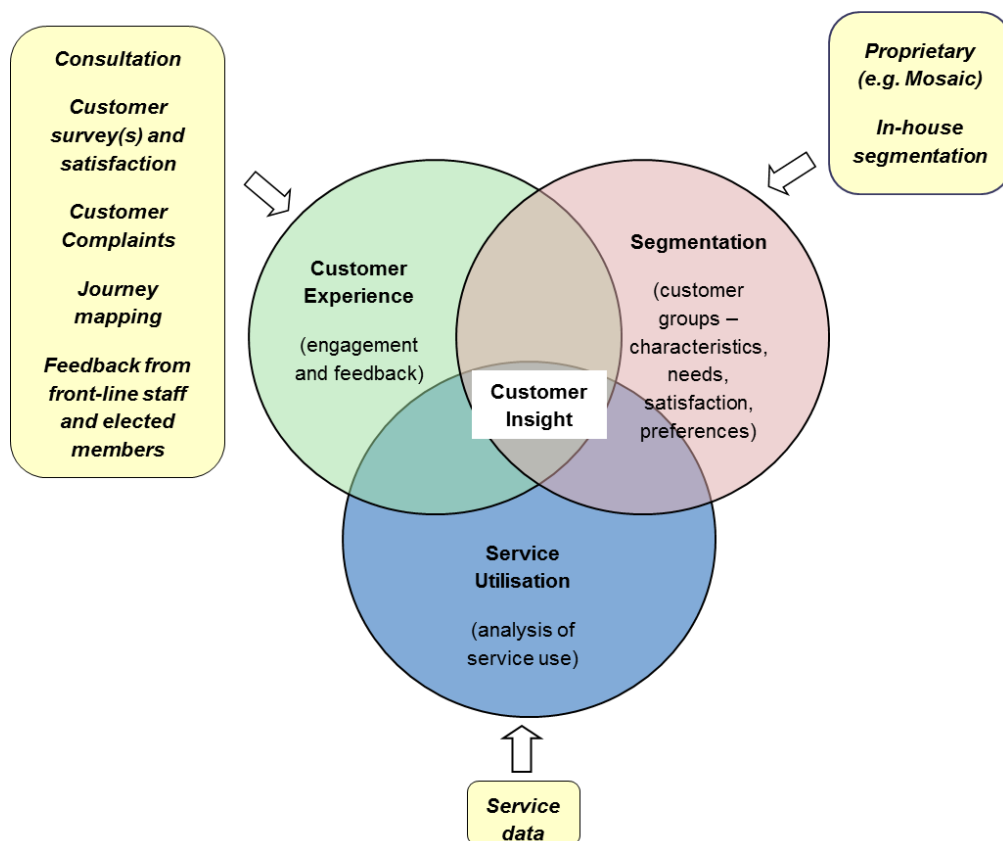 Consultation
Customer
survey(s) and
satisfaction
Customer
Complaints
Journey
mapping
Feedback from
front-line staff
and elected
members
Proprietary
(e.g. Mosaic)
In-house
segmentation
Customer
Experience
(engagement
and feedback)
Segmentation
(customer
groups –
characteristics,
needs,
satisfaction,
preferences)
Customer
Insight
Service
Utilisation
(analysis of
service use)
Service
data